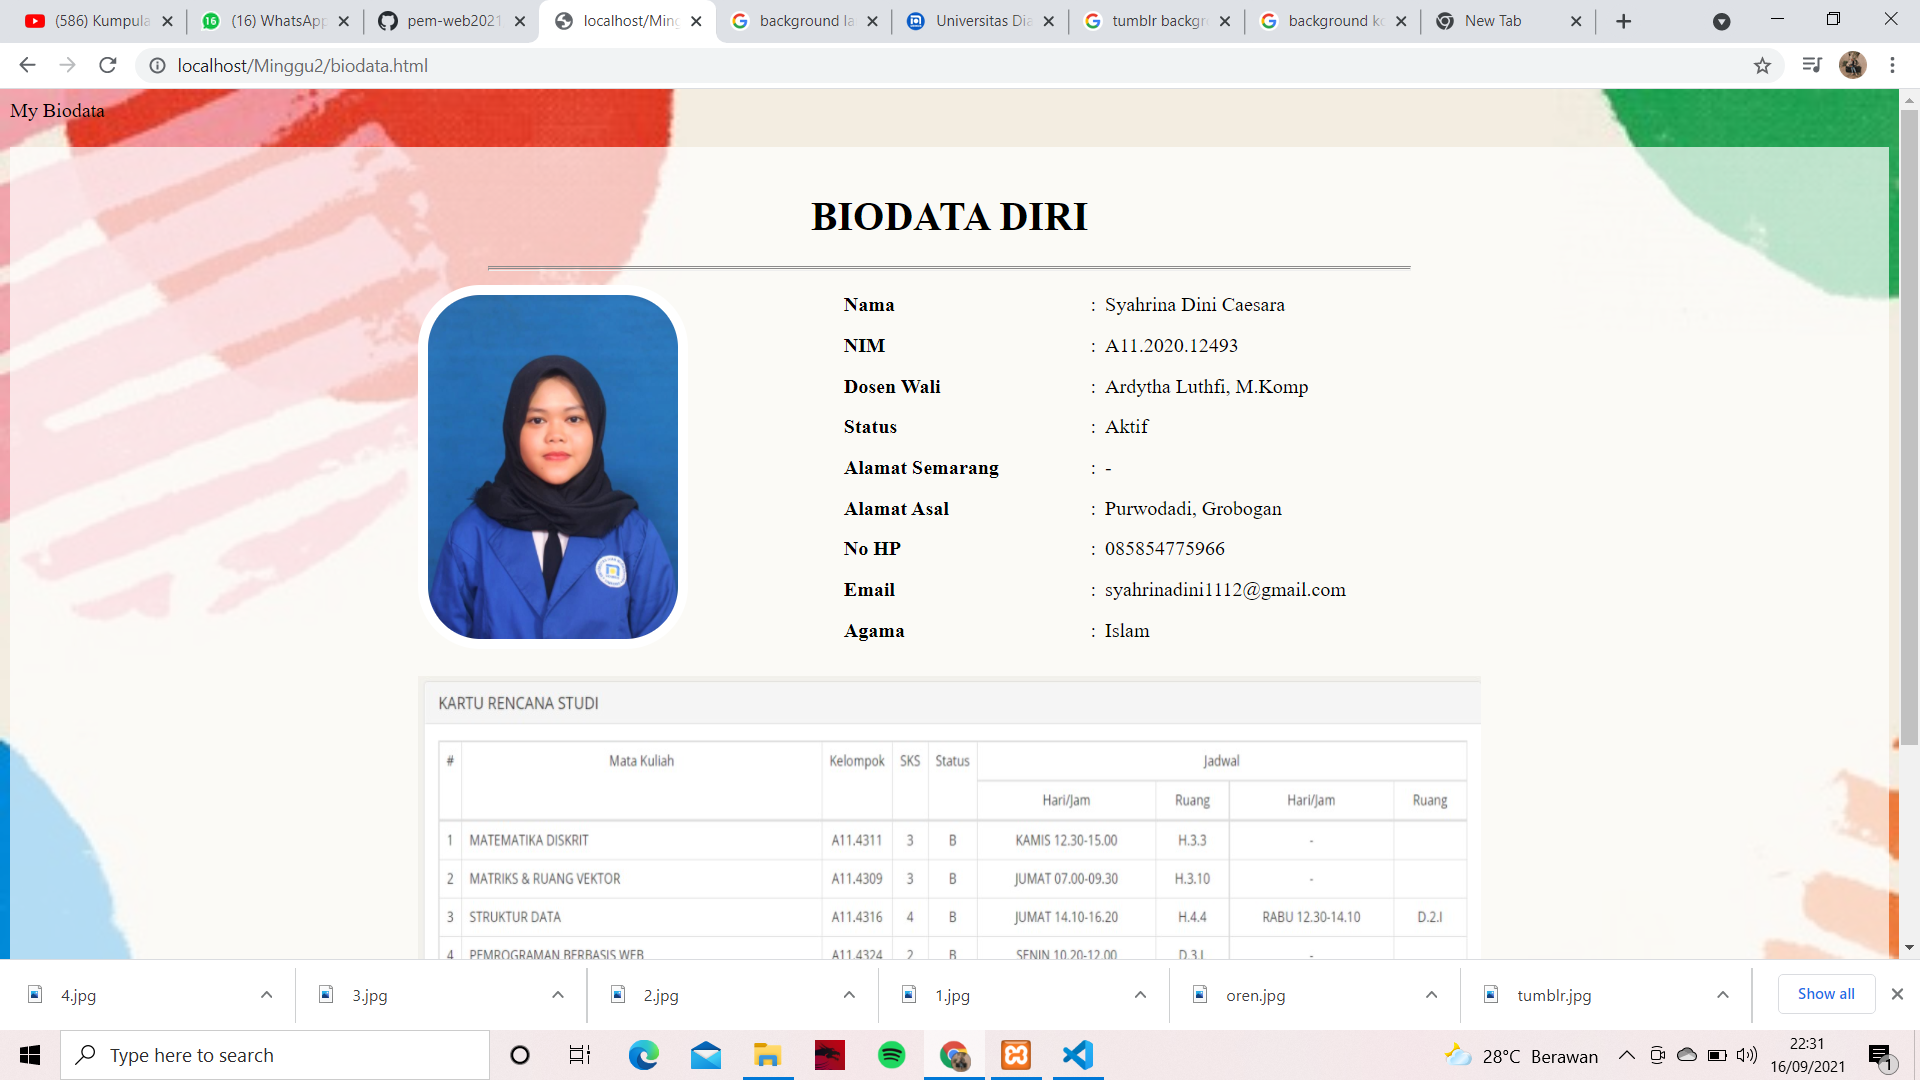 (586) Kumpula
(16) WhatsApp
pem-web2021
localhost/Ming
background la
Universitas Dia
tumblr backgr
background ko
New Tab
localhost/Minggu2/biodata.html
My Biodata
BIODATA DIRI
Nama : Syahrina Dini Caesara
NIM : A11.2020.12493
Dosen Wali : Ardytha Luthfi, M.Komp
Status : Aktif
Alamat Semarang : -
Alamat Asal : Purwodadi, Grobogan
No HP : 085854775966
Email : syahrinadini1112@gmail.com
Agama : Islam
KARTU RENCANA STUDI
# Mata Kuliah Kelompok SKS Status Jadwal
Hari/Jam Ruang Hari/Jam Ruang
1 MATEMATIKA DISKRIT A11.4311 3 B KAMIS 12.30-15.00 H.3.3 -
2 MATRIKS & RUANG VEKTOR A11.4309 3 B JUMAT 07.00-09.30 H.3.10 -
3 STRUKTUR DATA A11.4316 4 B JUMAT 14.10-16.20 H.4.4 RABU 12.30-14.10 D.2.I
4 PEMROGRAMAN BERBASIS WEB A11.4324 2 B SENIN 10.20-12.00 D.3.I -
4.jpg
3.jpg
2.jpg
1.jpg
oren.jpg
tumblr.jpg
Show all
Type here to search
28°C Berawan
22:31
16/09/2021
1